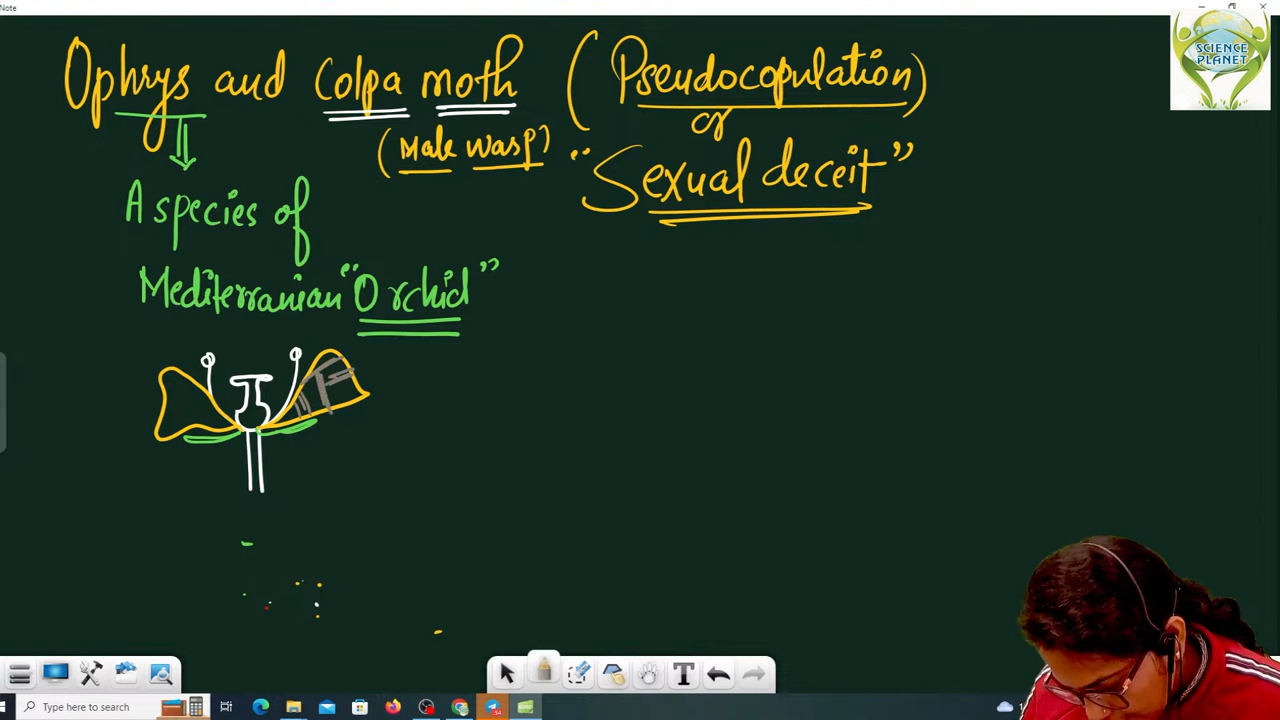 Note
SCIENCE
PLANET
Ophrys and Colpa moth (Pseudocopulation)
or
(Male wasp) "Sexual deceit"
A species of
Mediterranian "Orchid"
T
Type here to search